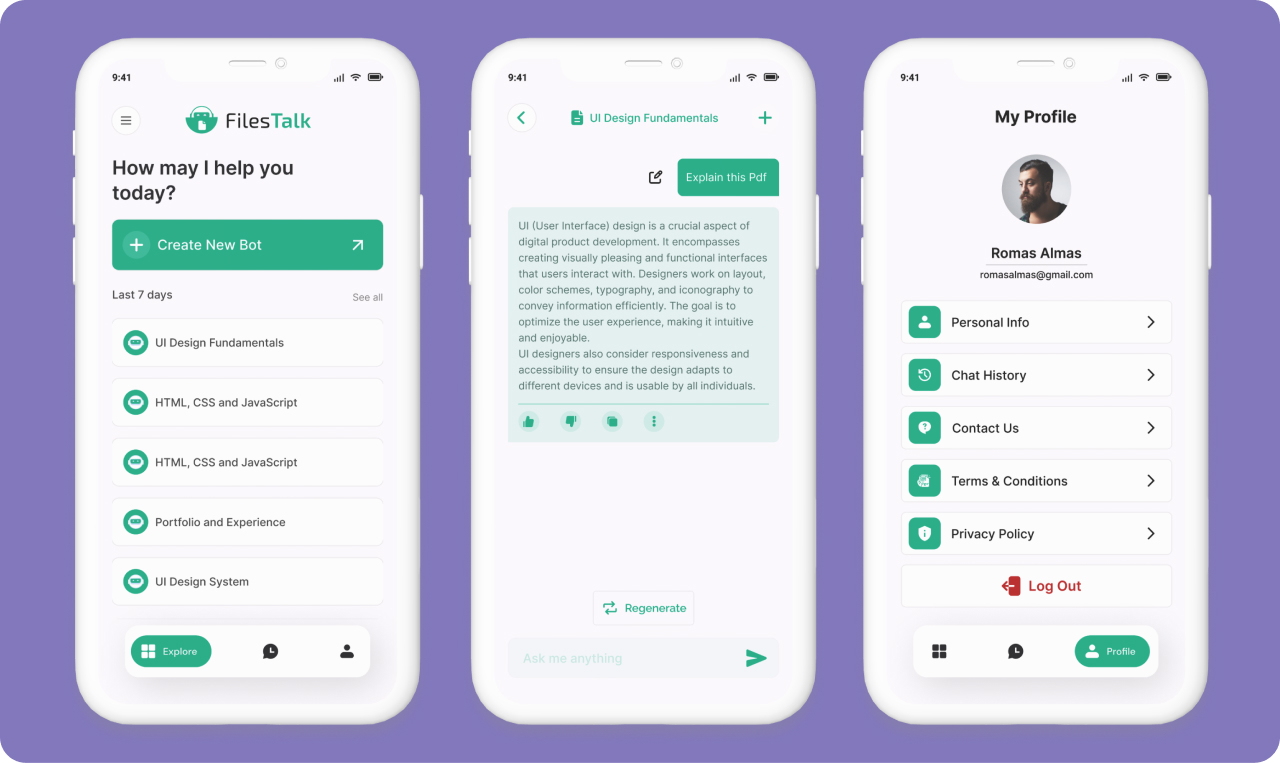 9:41
FilesTalk
How may I help you
today?
Create New Bot
Last 7 days
See all
UI Design Fundamentals
HTML, CSS and JavaScript
HTML, CSS and JavaScript
Portfolio and Experience
UI Design System
Explore
9:41
UI Design Fundamentals
Explain this Pdf
UI (User Interface) design is a crucial aspect of
digital product development. It encompasses
creating visually pleasing and functional interfaces
that users interact with. Designers work on layout,
color schemes, typography, and iconography to
convey information efficiently. The goal is to
optimize the user experience, making it intuitive
and enjoyable.
UI designers also consider responsiveness and
accessibility to ensure the design adapts to
different devices and is usable by all individuals.
Regenerate
Ask me anything
9:41
My Profile
Romas Almas
romasalmas@gmail.com
Personal Info
Chat History
Contact Us
Terms & Conditions
Privacy Policy
Log Out
Profile